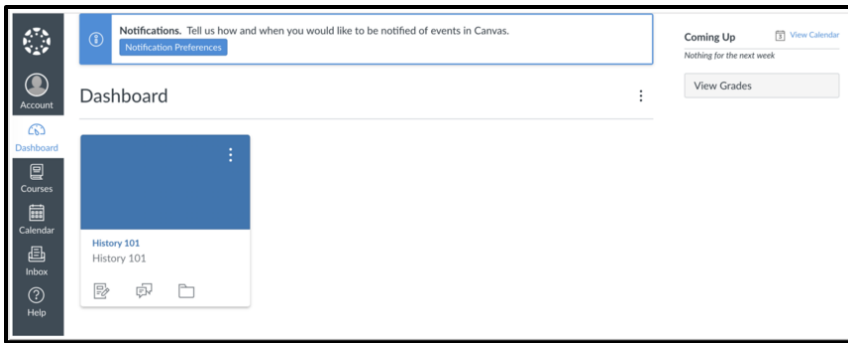 Notifications. Tell us how and when you would like to be notified of events in Canvas.
Notification Preferences
Account
Dashboard
Courses
Calendar
Inbox
Help
Dashboard
History 101
History 101
Coming Up
View Calendar
Nothing for the next week
View Grades